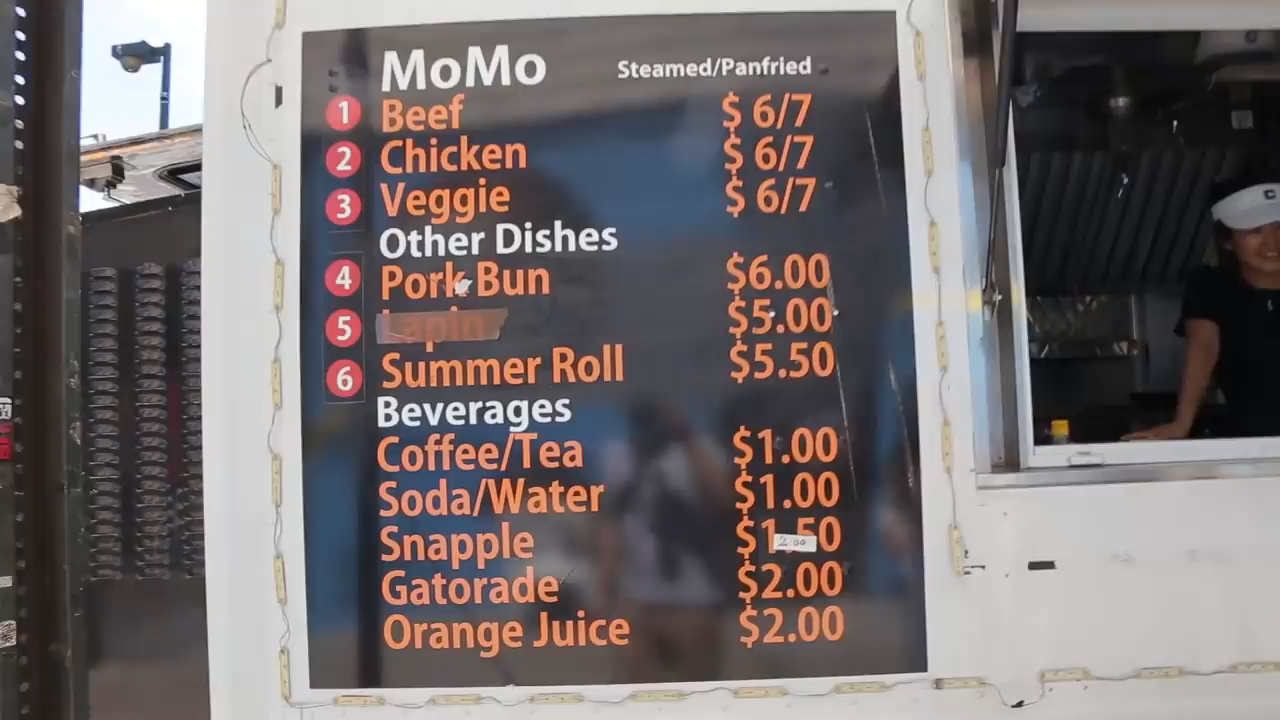 MoMo Steamed/Panfried
1 Beef $ 6/7
2 Chicken $ 6/7
3 Veggie $ 6/7
Other Dishes
4 Pork Bun $6.00
5 $5.00
6 Summer Roll $5.50
Beverages
Coffee/Tea $1.00
Soda/Water $1.00
Snapple $1.50
2.00
Gatorade $2.00
Orange Juice $2.00